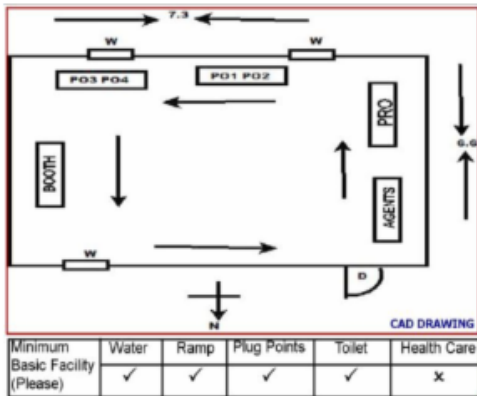 7.3
W W
PO3 PO4 PO1 PO2
PRO
G.G
BOOTH
AGENTS
W
D
N
CAD DRAWING
Minimum Basic Facility (Please) Water Ramp Plug Points Toilet Health Care
✓ ✓ ✓ ✓ x